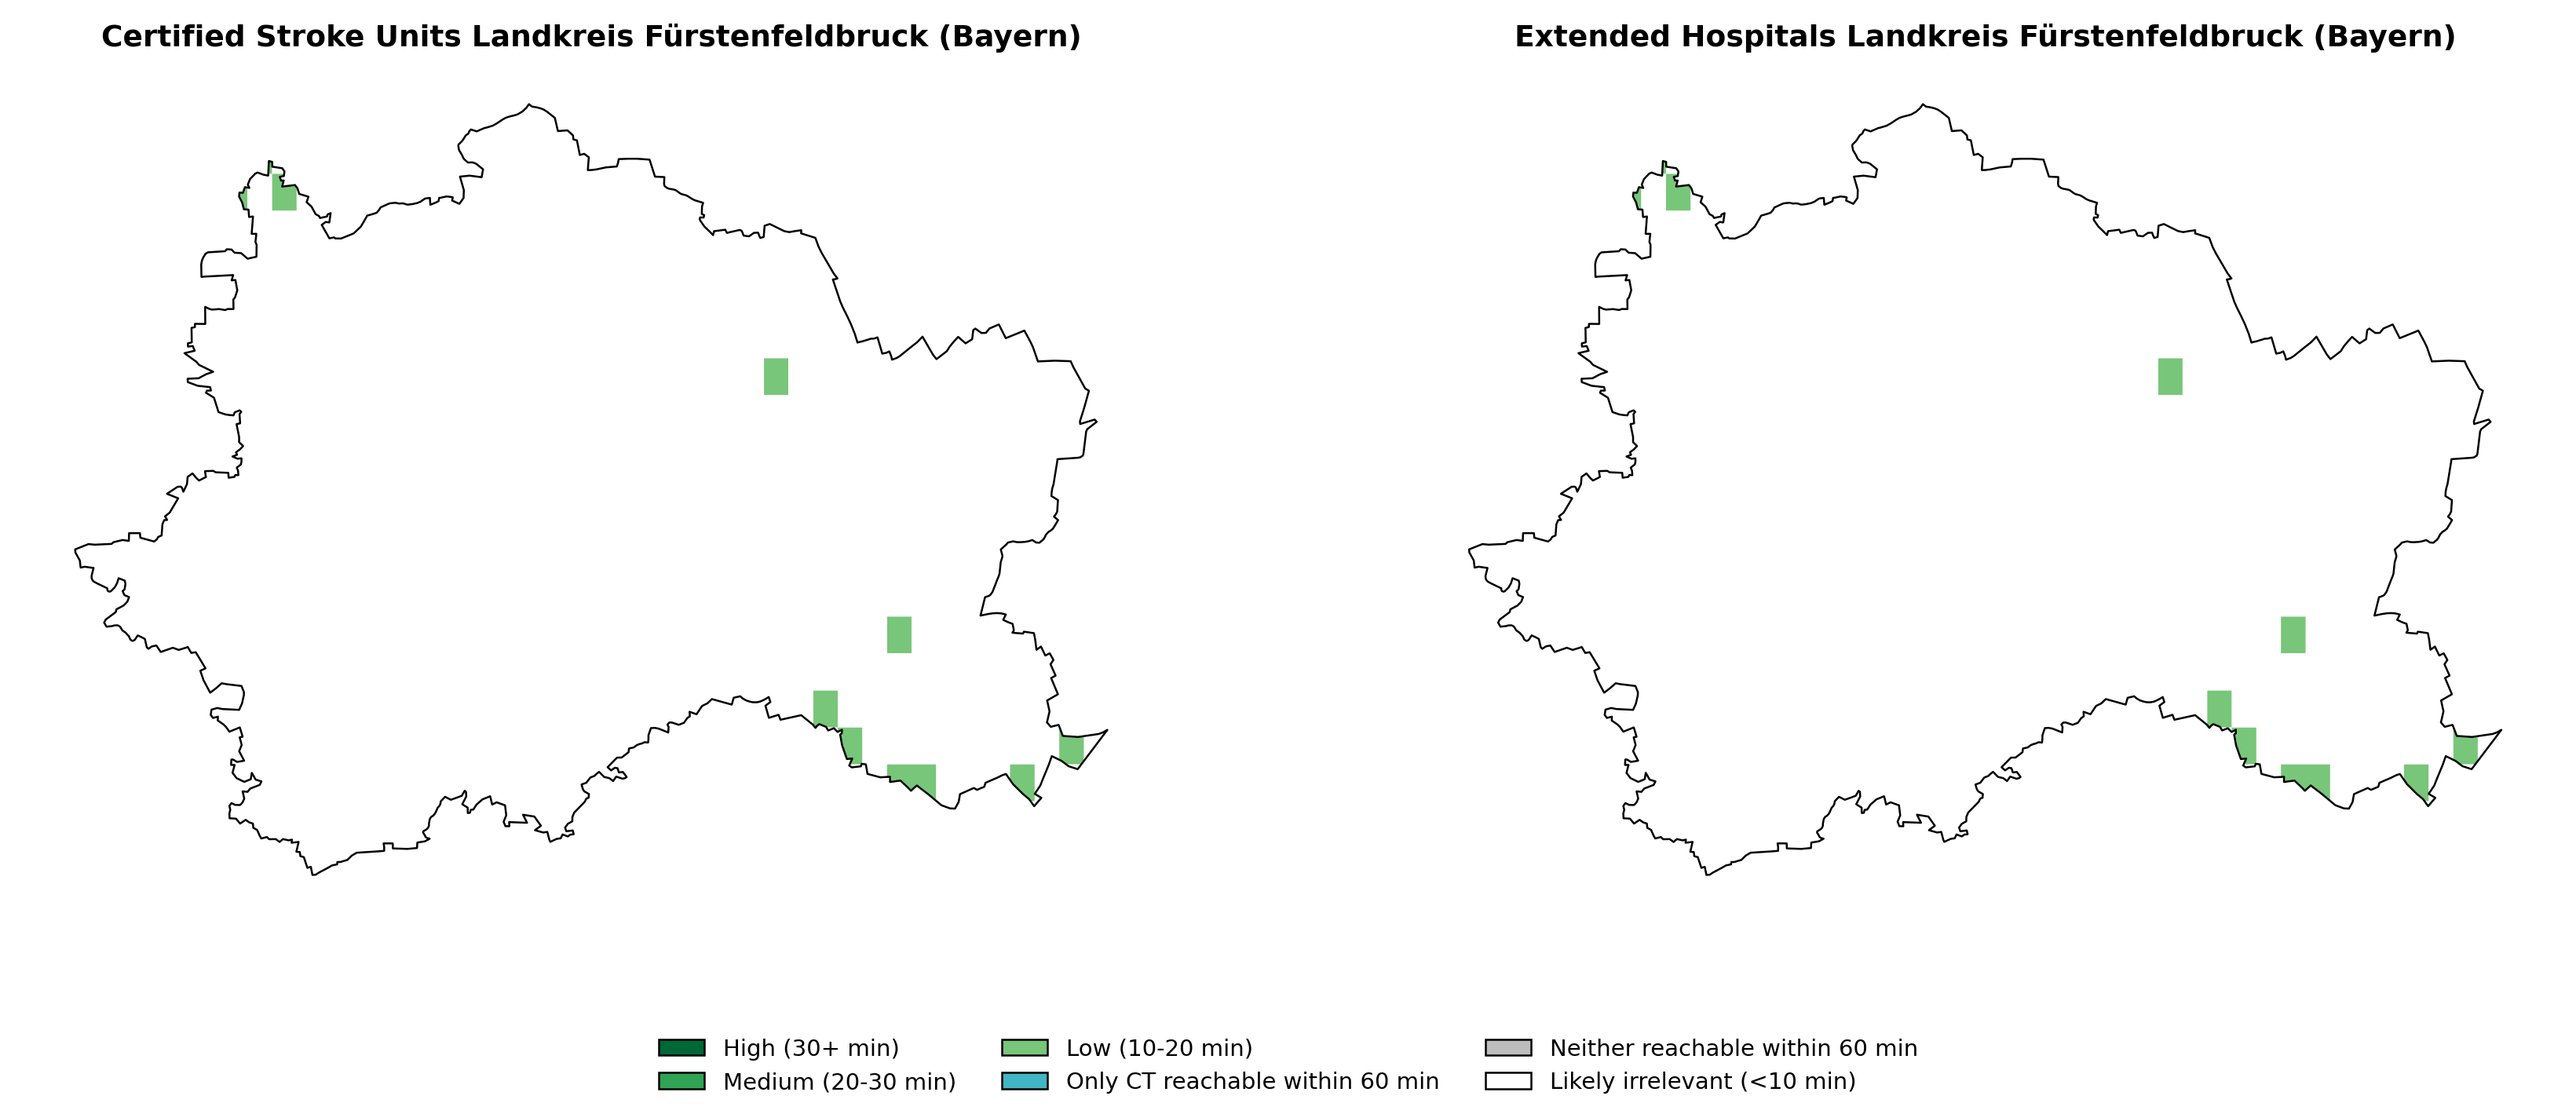 Certified Stroke Units Landkreis Fürstenfeldbruck (Bayern)
Extended Hospitals Landkreis Fürstenfeldbruck (Bayern)
High (30+ min)
Medium (20-30 min)
Low (10-20 min)
Only CT reachable within 60 min
Neither reachable within 60 min
Likely irrelevant (<10 min)